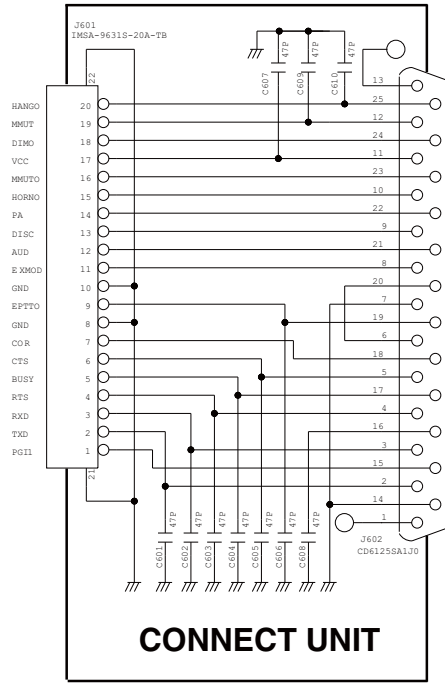 J601
IMSA-9631S-20A-TB
22
HANGO 20
MMUT 19
DIMO 18
VCC 17
MMUTO 16
HORNO 15
PA 14
DISC 13
AUD 12
EXMOD 11
GND 10
EPTTO 9
GND 8
COR 7
CTS 6
BUSY 5
RTS 4
RXD 3
TXD 2
PGI1 1
21
47P
C607
47P
C609
47P
C610
13
25
12
24
11
23
10
22
9
21
8
20
7
19
6
18
5
17
4
16
3
15
2
14
1
J602
CD6125SA1J0
47P
C601
47P
C602
47P
C603
47P
C604
47P
C605
47P
C606
47P
C608
CONNECT UNIT